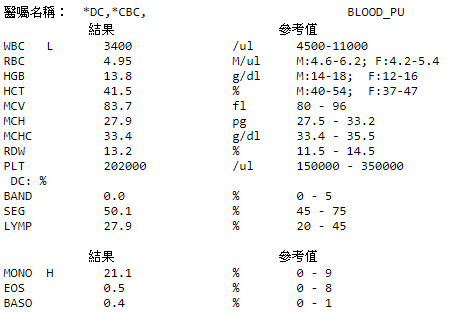 醫囑名稱： *DC,*CBC, BLOOD_PU
結果 參考值
WBC L 3400 /ul 4500-11000
RBC 4.95 M/ul M:4.6-6.2; F:4.2-5.4
HGB 13.8 g/dl M:14-18; F:12-16
HCT 41.5 % M:40-54; F:37-47
MCV 83.7 fl 80 - 96
MCH 27.9 pg 27.5 - 33.2
MCHC 33.4 g/dl 33.4 - 35.5
RDW 13.2 % 11.5 - 14.5
PLT 202000 /ul 150000 - 350000
DC: %
BAND 0.0 % 0 - 5
SEG 50.1 % 45 - 75
LYMP 27.9 % 20 - 45
結果 參考值
MONO H 21.1 % 0 - 9
EOS 0.5 % 0 - 8
BASO 0.4 % 0 - 1